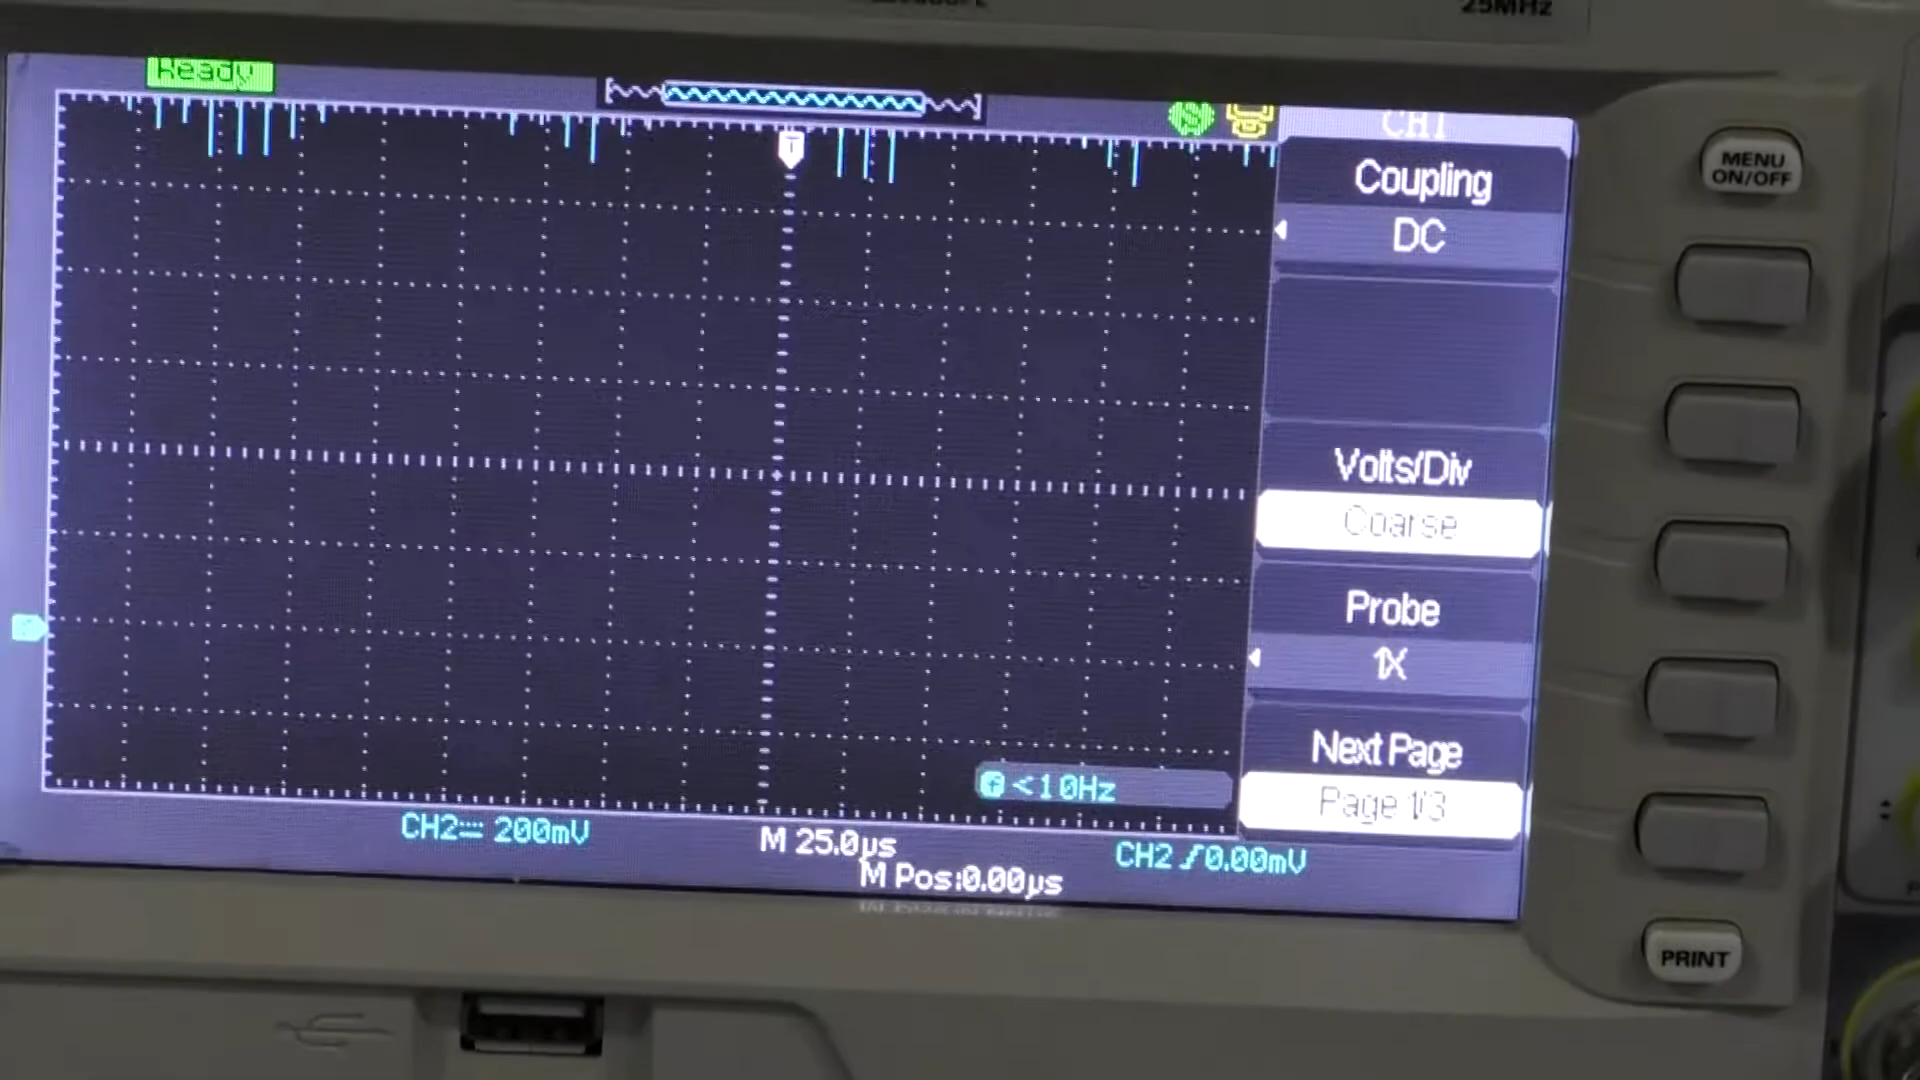 25MHz
Ready
T
CH1
Coupling
DC
Volts/Div
Coarse
Probe
1X
Next Page
Page 1/3
<10Hz
CH2 200mV
M 25.0µs
M Pos:0.00µs
CH2 0.00mV
MENU
ON/OFF
PRINT